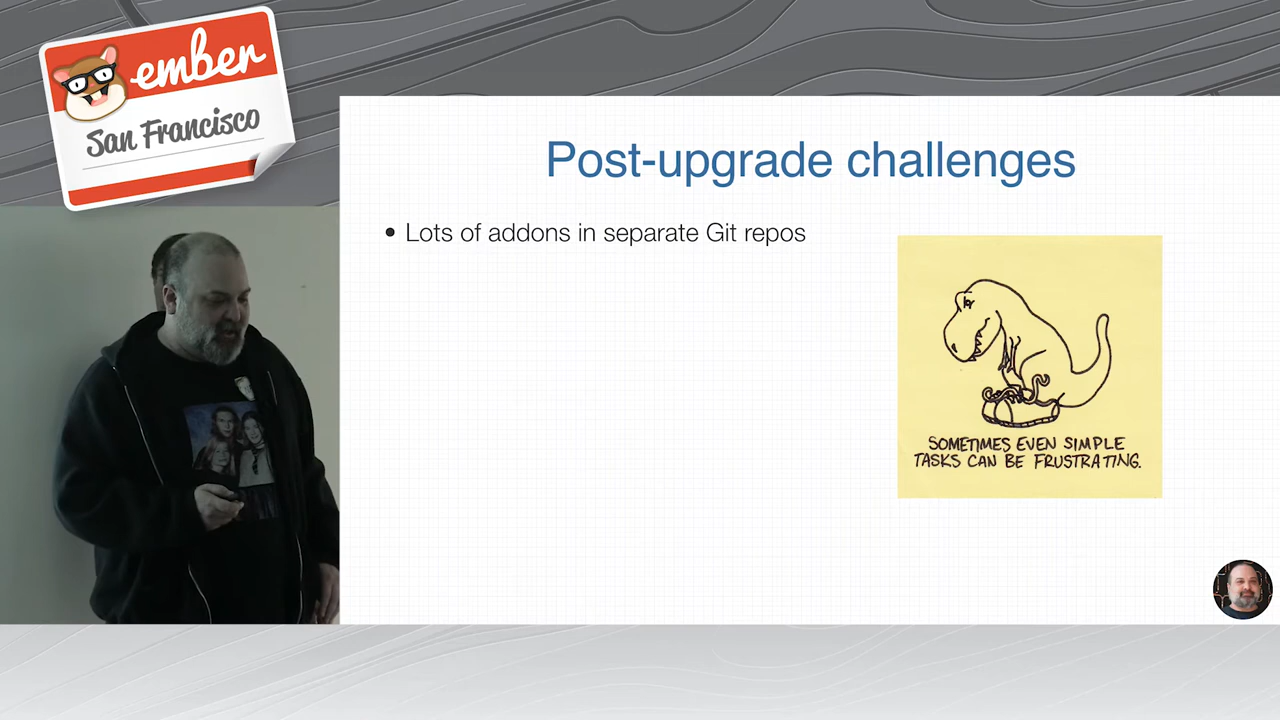 ember
San Francisco
Post-upgrade challenges
• Lots of addons in separate Git repos
SOMETIMES EVEN SIMPLE
TASKS CAN BE FRUSTRATING.